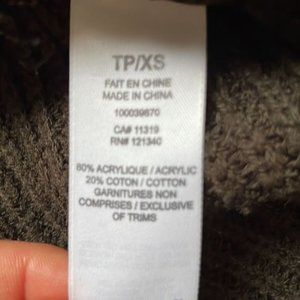 TP/XS
FAIT EN CHINE
MADE IN CHINA
100039870
CA# 11319
RN# 121340
80% ACRYLIQUE / ACRYLIC
20% COTON / COTTON
GARNITURES NON
COMPRISES / EXCLUSIVE
OF TRIMS